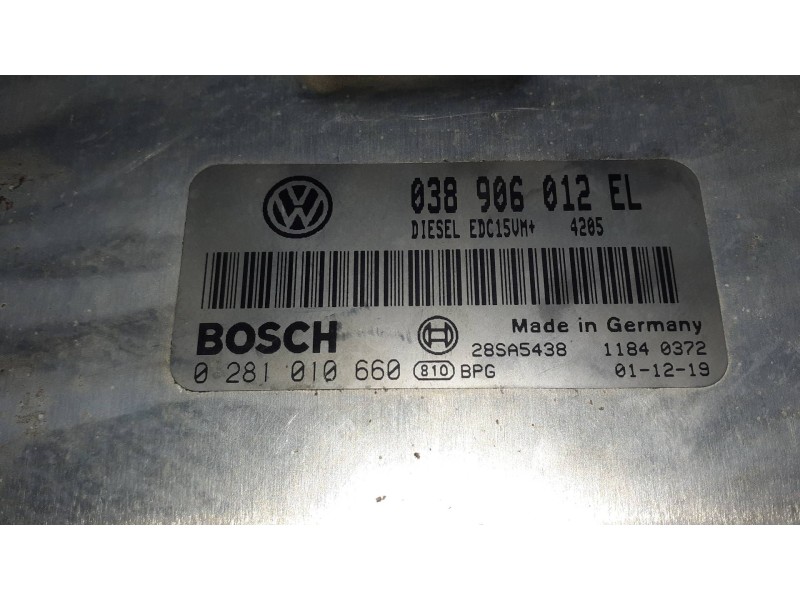 038 906 012 EL
DIESEL EDC15VM+ 4205
BOSCH
Made in Germany
28SA5438 1184 0372
0 281 010 660 810 BPG 01-12-19